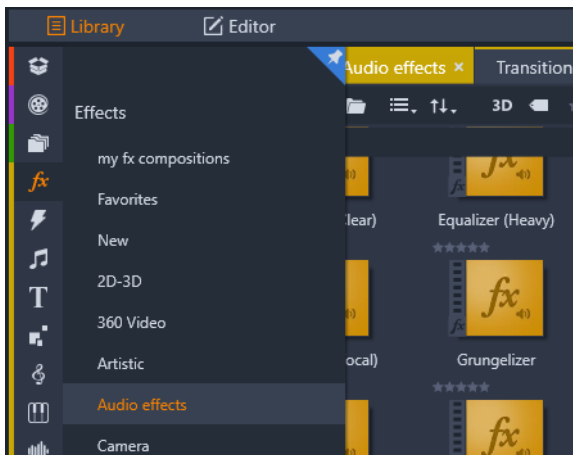 Library
Editor
Audio effects ×
Transition
Effects
3D
my fx compositions
Favorites
lear)
Equalizer (Heavy)
New
2D-3D
360 Video
Artistic
ocal)
Grungelizer
Audio effects
Camera
fx
T